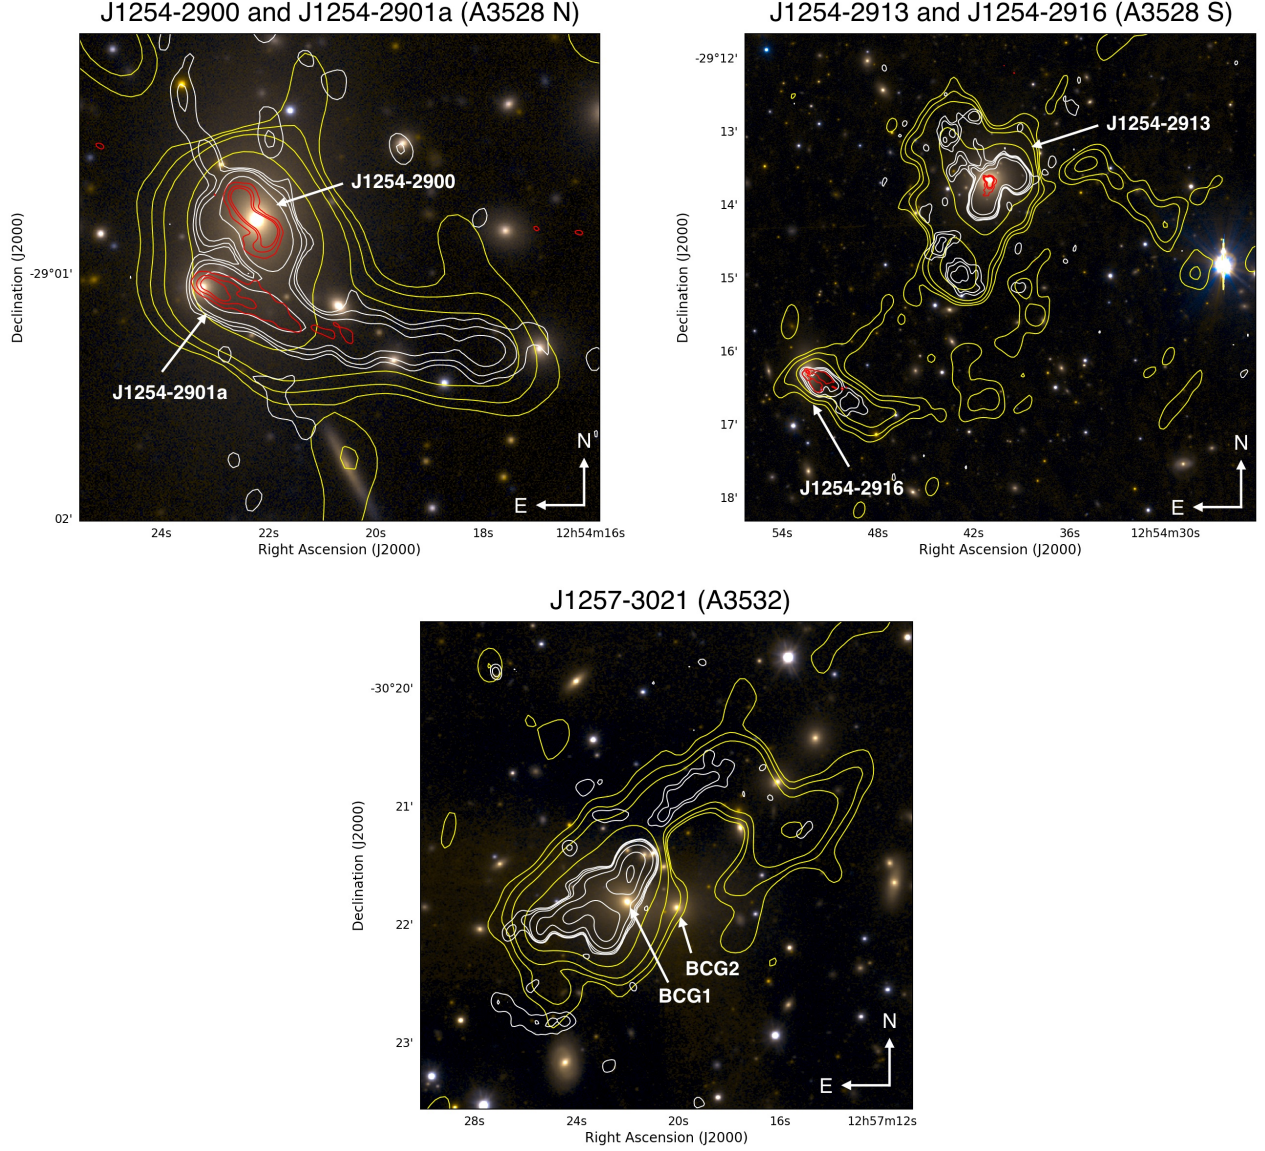 J1254-2900 and J1254-2901a (A3528 N)
J1254-2913 and J1254-2916 (A3528 S)
Declination (J2000)
-29°01'
02'
J1254-2900
J1254-2901a
N
E
24s 22s 20s 18s 12h54m16s
Right Ascension (J2000)
Declination (J2000)
-29°12'
13'
14'
15'
16'
17'
18'
J1254-2913
J1254-2916
N
E
54s 48s 42s 36s 12h54m30s
Right Ascension (J2000)
J1257-3021 (A3532)
Declination (J2000)
-30°20'
21'
22'
23'
BCG2
BCG1
N
E
28s 24s 20s 16s 12h57m12s
Right Ascension (J2000)